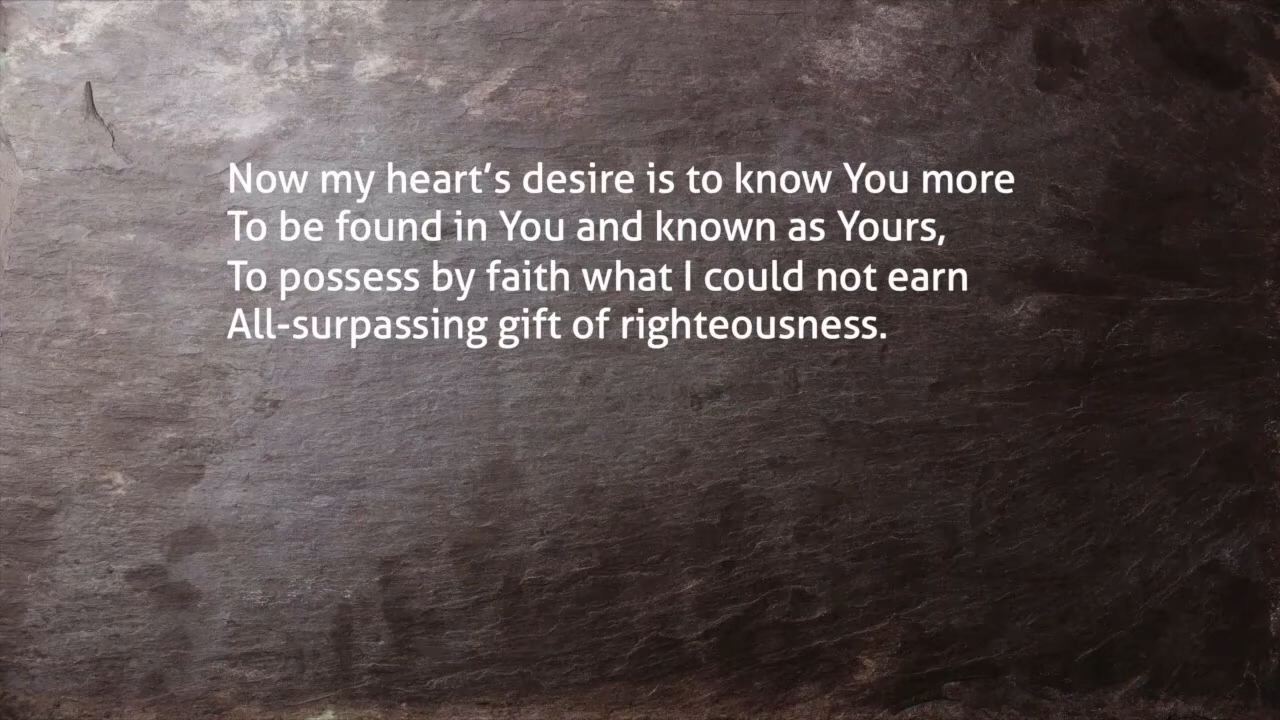 Now my heart’s desire is to know You more
To be found in You and known as Yours,
To possess by faith what I could not earn
All-surpassing gift of righteousness.